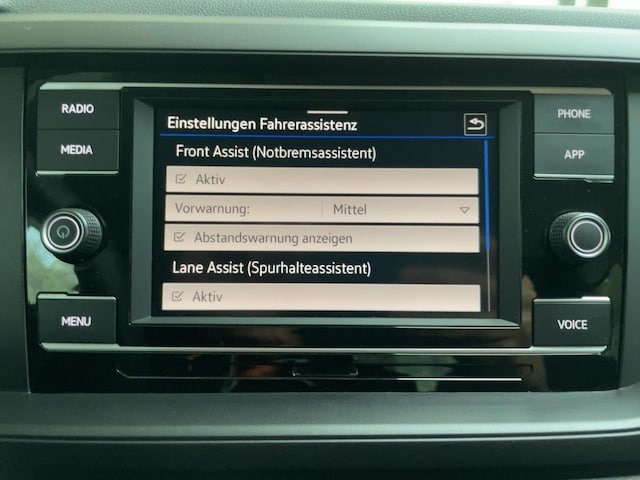 RADIO
MEDIA
MENU
Einstellungen Fahrerassistenz
Front Assist (Notbremsassistent)
Aktiv
Vorwarnung: Mittel
Abstandswarnung anzeigen
Lane Assist (Spurhalteassistent)
Aktiv
PHONE
APP
VOICE